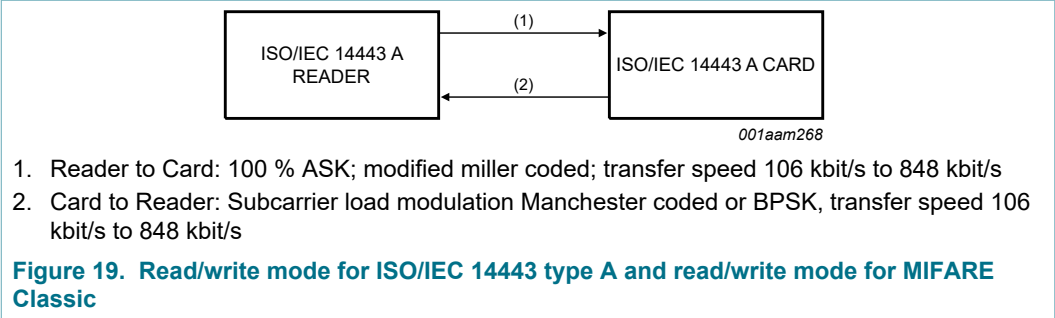 (1)
ISO/IEC 14443 A
READER
ISO/IEC 14443 A CARD
(2)
001aam268
1. Reader to Card: 100 % ASK; modified miller coded; transfer speed 106 kbit/s to 848 kbit/s
2. Card to Reader: Subcarrier load modulation Manchester coded or BPSK, transfer speed 106
kbit/s to 848 kbit/s
Figure 19. Read/write mode for ISO/IEC 14443 type A and read/write mode for MIFARE
Classic